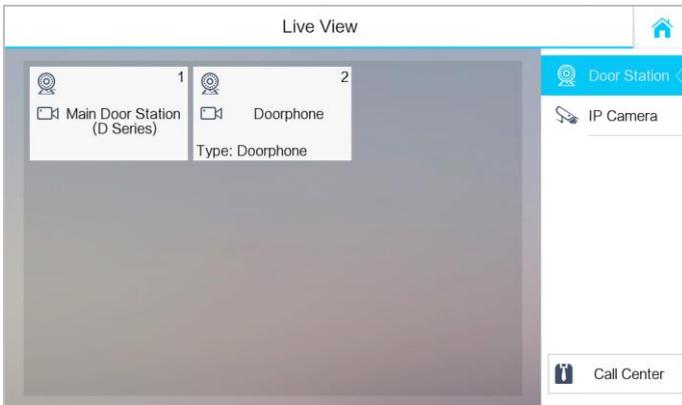 Live View
1
Main Door Station
(D Series)
2
Doorphone
Type: Doorphone
Door Station
IP Camera
Call Center